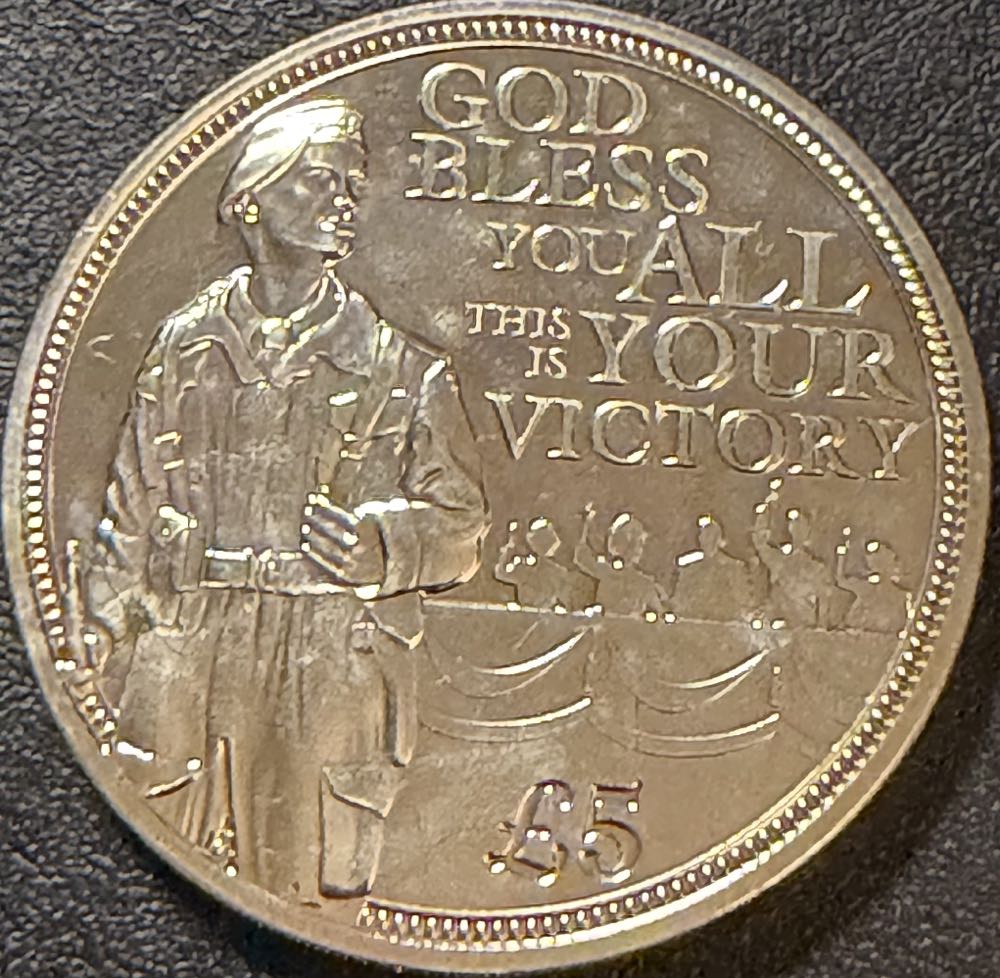 GOD
BLESS
YOU ALL
THIS IS YOUR
VICTORY
£5